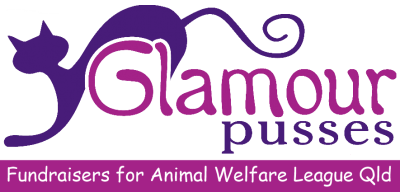 Glamour
pusses
Fundraisers for Animal Welfare League Qld